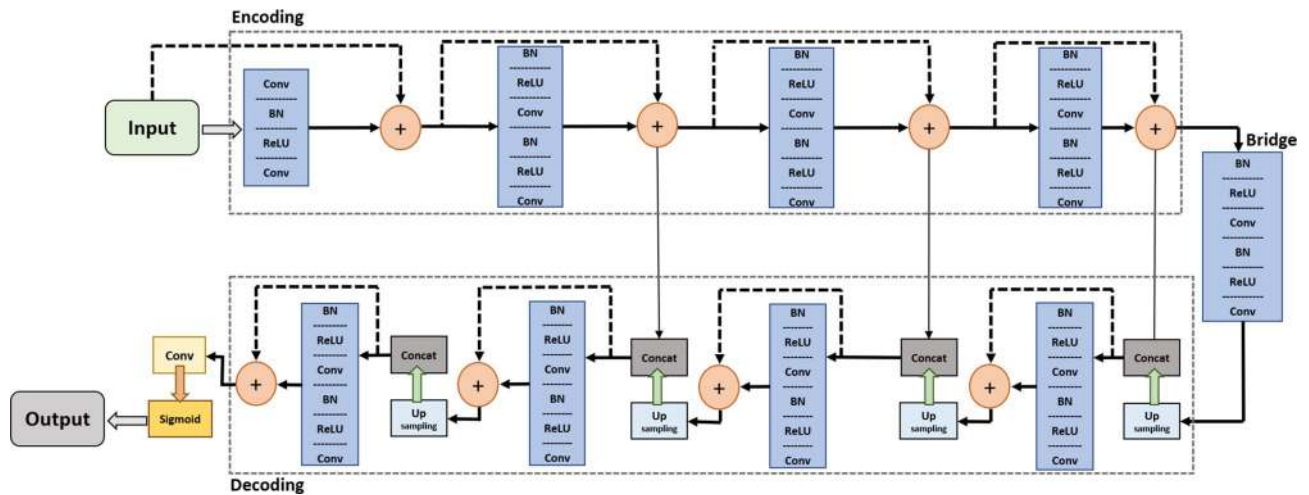 Encoding
Input
Conv
BN
ReLU
Conv
+
BN
ReLU
Conv
BN
ReLU
Conv
+
BN
ReLU
Conv
BN
ReLU
Conv
+
BN
ReLU
Conv
BN
ReLU
Conv
+
Bridge
BN
ReLU
Conv
BN
ReLU
Conv
Output
Conv
Sigmoid
+
BN
ReLU
Conv
BN
ReLU
Conv
Concat
Up
sampling
+
BN
ReLU
Conv
BN
ReLU
Conv
Concat
Up
sampling
+
BN
ReLU
Conv
BN
ReLU
Conv
Concat
Up
sampling
+
BN
ReLU
Conv
BN
ReLU
Conv
Concat
Up
sampling
Decoding